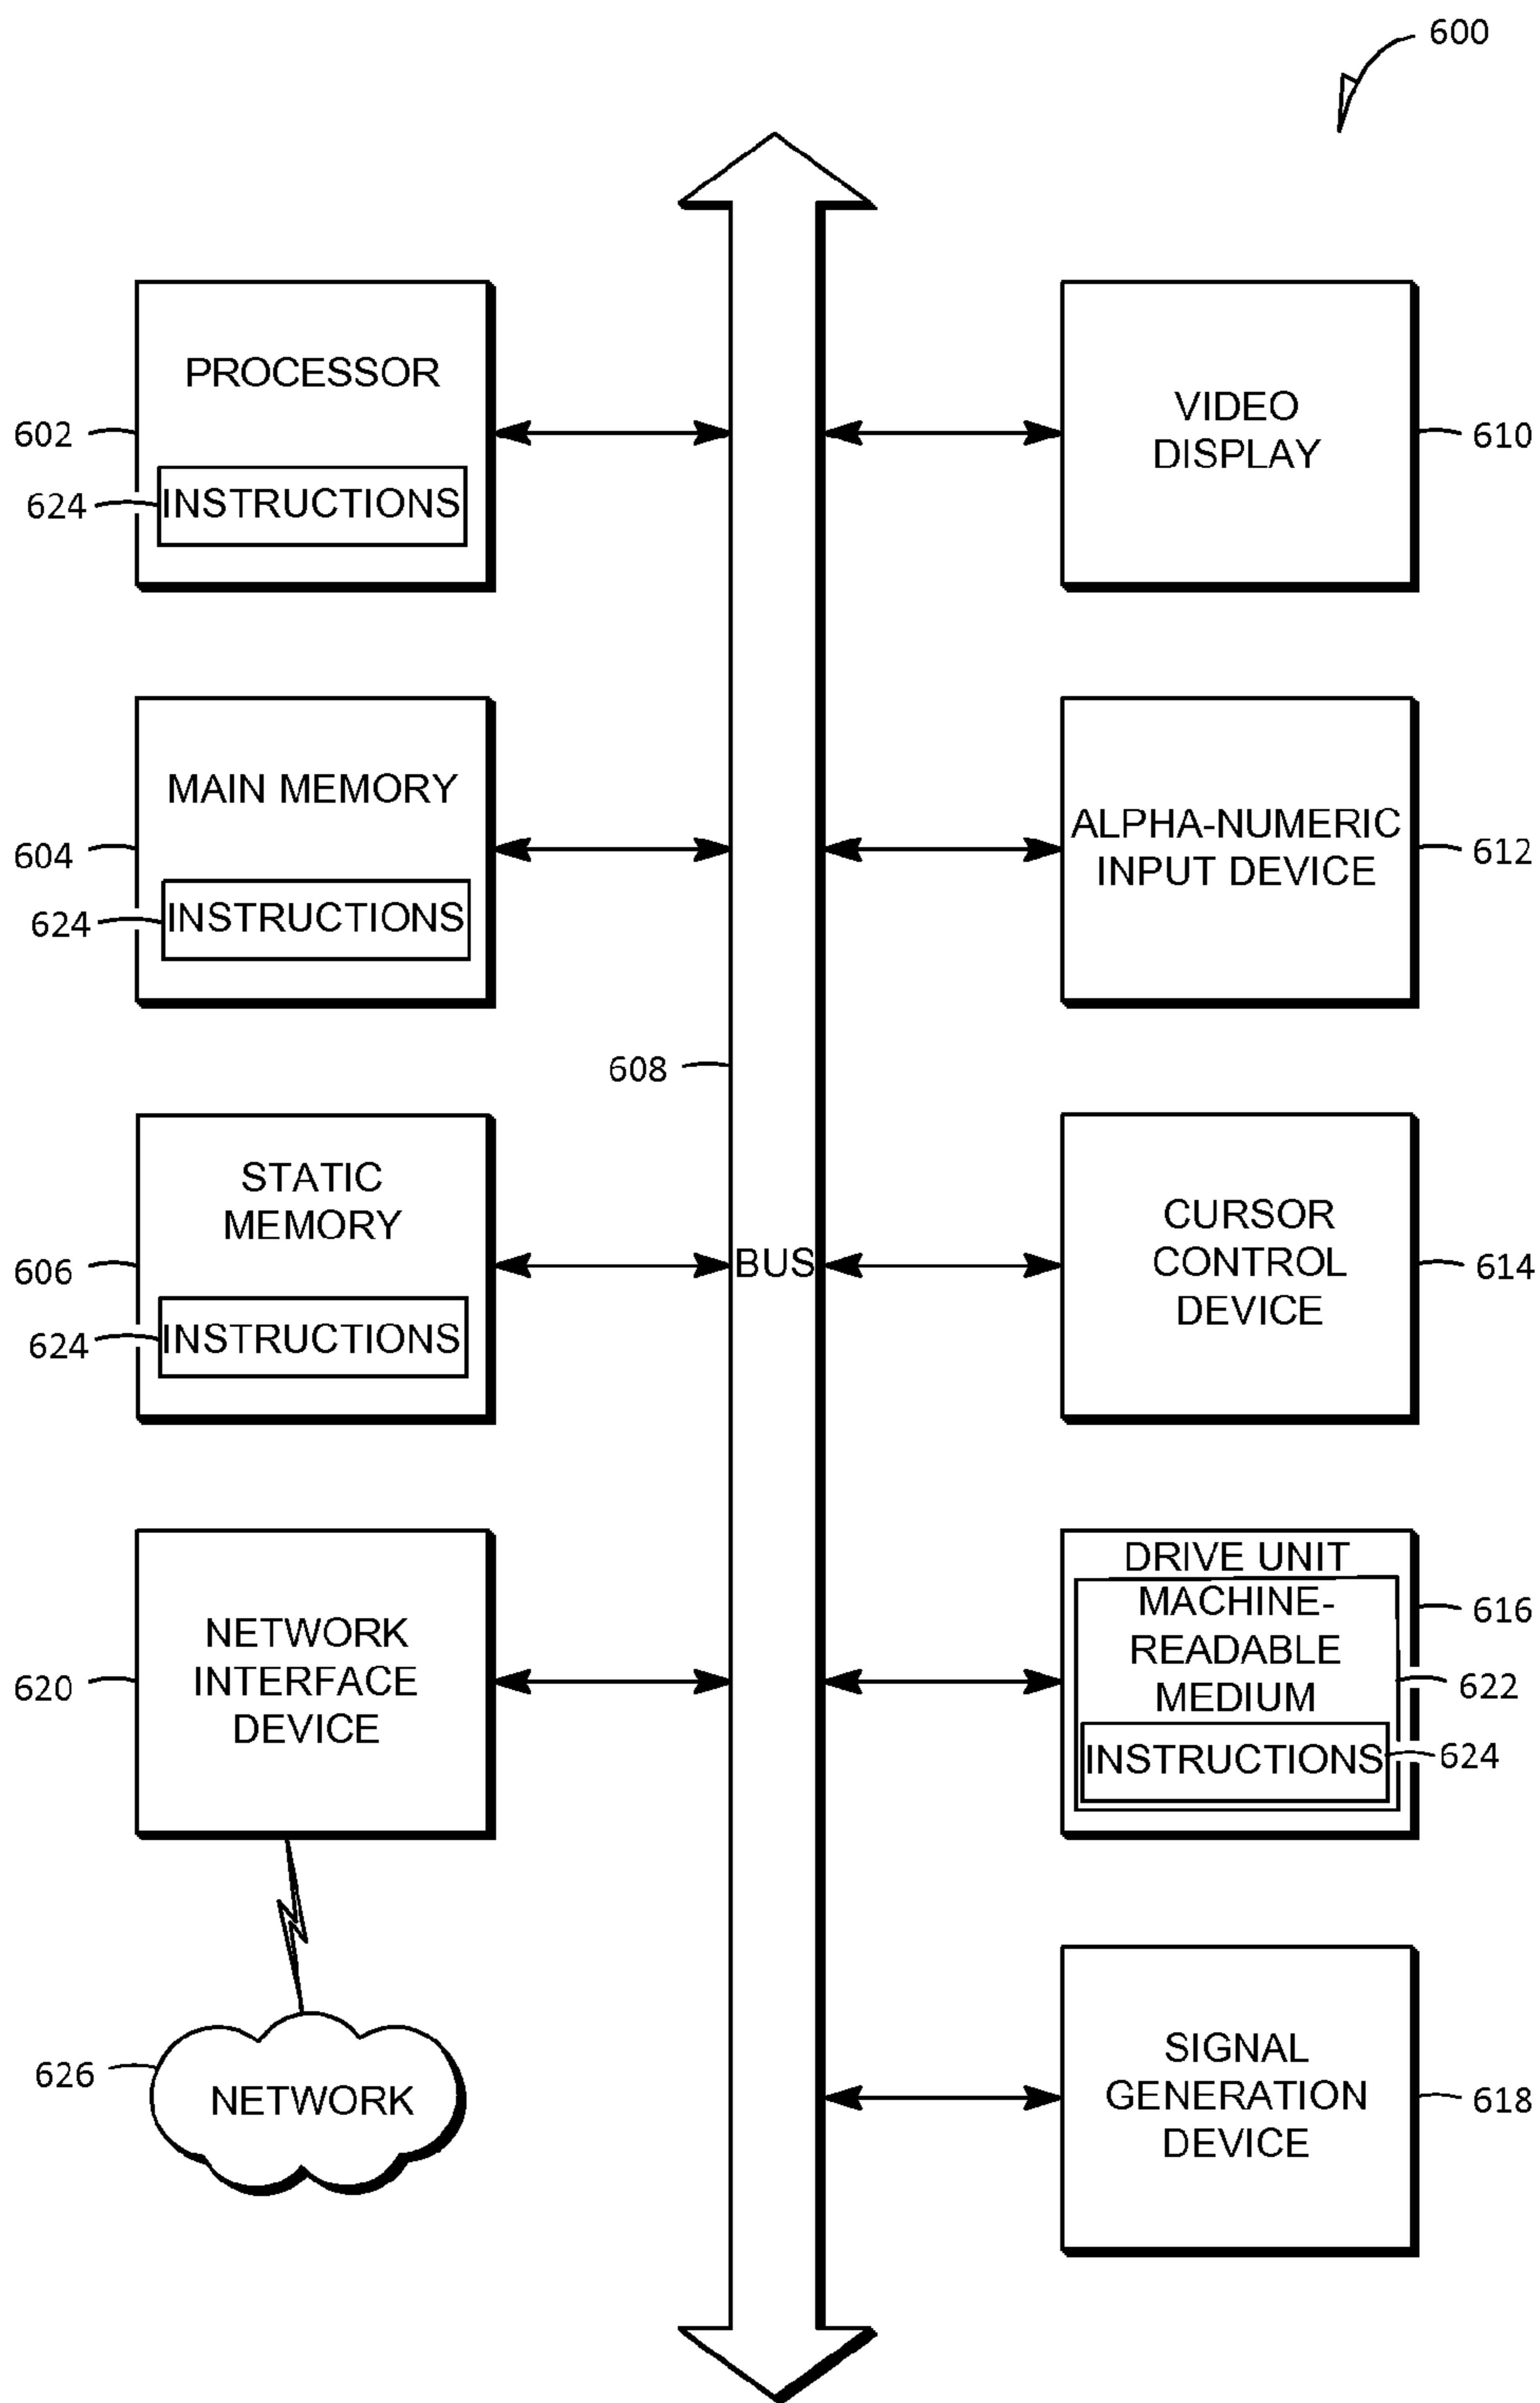 600
PROCESSOR
602
624
INSTRUCTIONS
VIDEO
DISPLAY
610
MAIN MEMORY
604
624
INSTRUCTIONS
ALPHA-NUMERIC
INPUT DEVICE
612
608
STATIC
MEMORY
606
624
INSTRUCTIONS
BUS
CURSOR
CONTROL
DEVICE
614
NETWORK
INTERFACE
DEVICE
620
DRIVE UNIT
MACHINE-
READABLE
MEDIUM
INSTRUCTIONS
616
622
624
626
NETWORK
SIGNAL
GENERATION
DEVICE
618